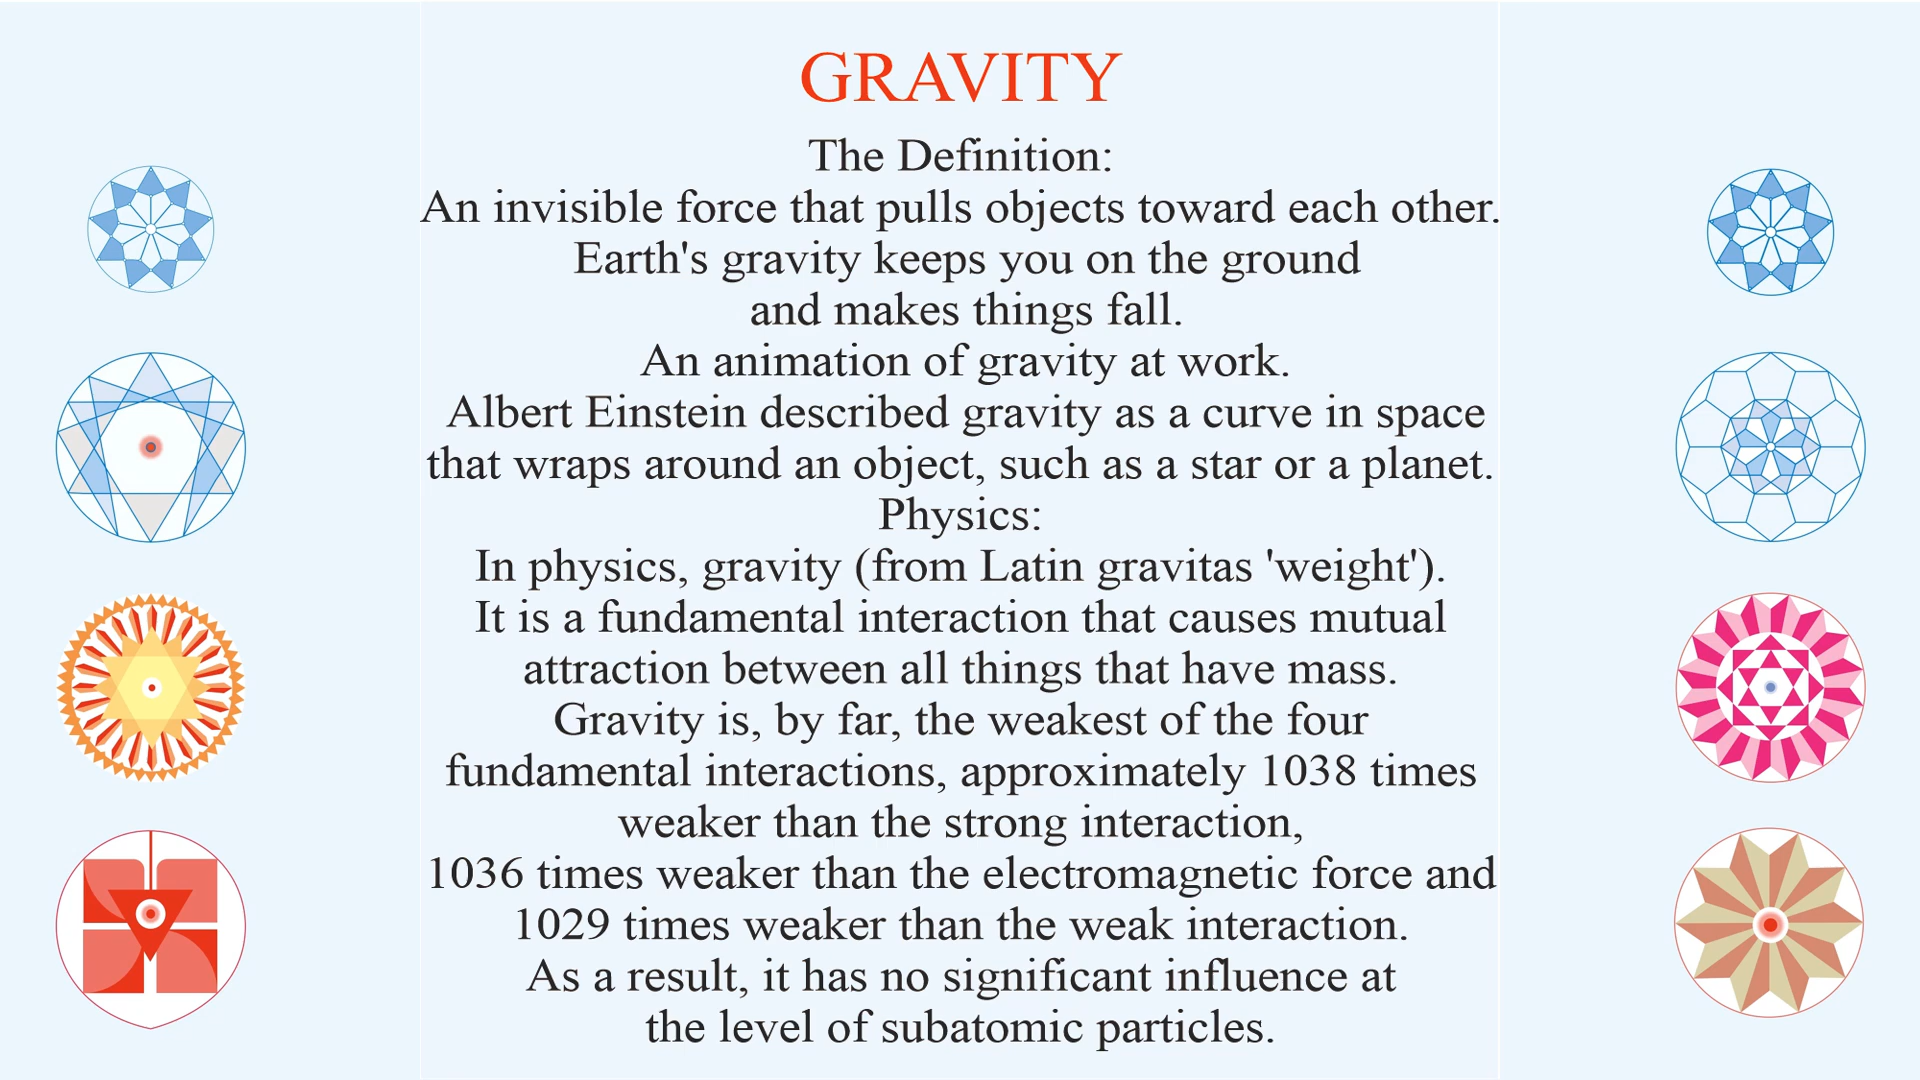 GRAVITY
The Definition:
An invisible force that pulls objects toward each other.
Earth's gravity keeps you on the ground
and makes things fall.
An animation of gravity at work.
Albert Einstein described gravity as a curve in space
that wraps around an object, such as a star or a planet.
Physics:
In physics, gravity (from Latin gravitas 'weight').
It is a fundamental interaction that causes mutual
attraction between all things that have mass.
Gravity is, by far, the weakest of the four
fundamental interactions, approximately 1038 times
weaker than the strong interaction,
1036 times weaker than the electromagnetic force and
1029 times weaker than the weak interaction.
As a result, it has no significant influence at
the level of subatomic particles.